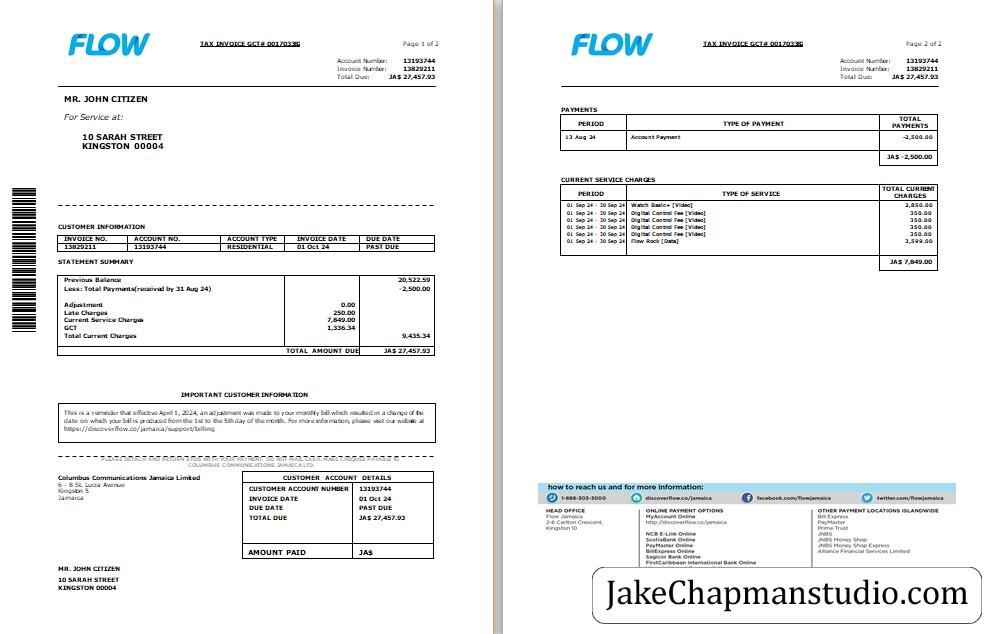 FLOW
TAX INVOICE GCT# 0017033G
Page 1 of 2
Account Number: 13193744
Invoice Number: 13829211
Total Due: JA$ 27,457.93
MR. JOHN CITIZEN
For Service at:
10 SARAH STREET
KINGSTON 00004
CUSTOMER INFORMATION
INVOICE NO. ACCOUNT NO. ACCOUNT TYPE INVOICE DATE DUE DATE
13829211 13193744 RESIDENTIAL 01 Oct 24 PAST DUE
STATEMENT SUMMARY
Previous Balance 20,522.59
Less: Total Payments(received by 31 Aug 24) -2,500.00
Adjustment 0.00
Late Charges 250.00
Current Service Charges 7,849.00
GCT 1,336.34
Total Current Charges 9,435.34
TOTAL AMOUNT DUE JA$ 27,457.93
IMPORTANT CUSTOMER INFORMATION
This is a reminder that effective April 1, 2024, an adjustment was made to your monthly bill which resulted in a change of the
date on which your bill is produced from the 1st to the 5th day of the month. For more information, please visit our website at
https://discoverflow.co/jamaica/support/billing
PLEASE DETACH AND RETURN STUB WITH YOUR PAYMENT. DO NOT MAIL CASH. MAKE CHEQUES PAYABLE TO
COLUMBUS COMMUNICATIONS JAMAICA LTD.
Columbus Communications Jamaica Limited
6 - 8 St. Lucia Avenue
Kingston 5
Jamaica
CUSTOMER ACCOUNT DETAILS
CUSTOMER ACCOUNT NUMBER 13193744
INVOICE DATE 01 Oct 24
DUE DATE PAST DUE
TOTAL DUE JA$ 27,457.93
AMOUNT PAID JA$
MR. JOHN CITIZEN
10 SARAH STREET
KINGSTON 00004
FLOW
TAX INVOICE GCT# 0017033G
Page 2 of 2
Account Number: 13193744
Invoice Number: 13829211
Total Due: JA$ 27,457.93
PAYMENTS
PERIOD TYPE OF PAYMENT TOTAL PAYMENTS
13 Aug 24 Account Payment -2,500.00
JA$ -2,500.00
CURRENT SERVICE CHARGES
PERIOD TYPE OF SERVICE TOTAL CURRENT CHARGES
01 Sep 24 - 30 Sep 24 Watch Basic+ [Video] 2,850.00
01 Sep 24 - 30 Sep 24 Digital Control Fee [Video] 350.00
01 Sep 24 - 30 Sep 24 Digital Control Fee [Video] 350.00
01 Sep 24 - 30 Sep 24 Digital Control Fee [Video] 350.00
01 Sep 24 - 30 Sep 24 Digital Control Fee [Video] 350.00
01 Sep 24 - 30 Sep 24 Flow Rock [Data] 3,599.00
JA$ 7,849.00
how to reach us and for more information:
1-888-303-3000 discoverflow.co/jamaica facebook.com/flowjamaica twitter.com/flowjamaica
HEAD OFFICE
Flow Jamaica
2-6 Carlton Crescent,
Kingston 10
ONLINE PAYMENT OPTIONS
MyAccount Online
http://discoverflow.co/jamaica
NCB E-Link Online
ScotiaBank Online
PayMaster Online
BillExpress Online
Sagicor Bank Online
FirstCaribbean International Bank Online
OTHER PAYMENT LOCATIONS ISLANDWIDE
Bill Express
PayMaster
Prime Trust
JNBS
JNBS Money Shop
JNBS Money Shop Express
Alliance Financial Services Limited
JakeChapmanstudio.com